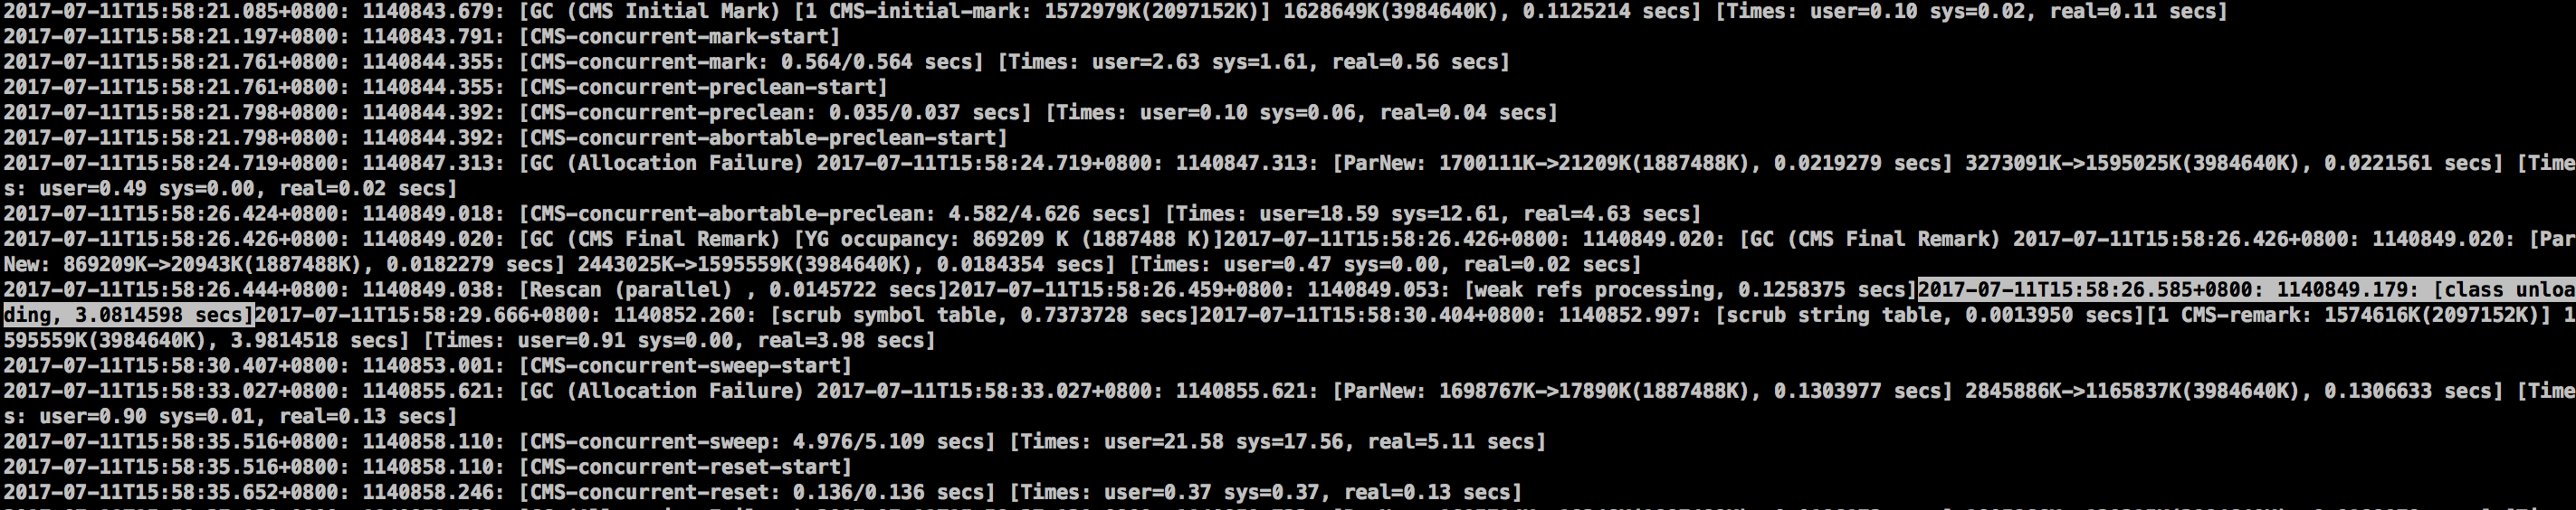 2017-07-11T15:58:21.085+0800: 1140843.679: [GC (CMS Initial Mark) [1 CMS-initial-mark: 1572979K(2097152K)] 1628649K(3984640K), 0.1125214 secs] [Times: user=0.10 sys=0.02, real=0.11 secs]
2017-07-11T15:58:21.197+0800: 1140843.791: [CMS-concurrent-mark-start]
2017-07-11T15:58:21.761+0800: 1140844.355: [CMS-concurrent-mark: 0.564/0.564 secs] [Times: user=2.63 sys=1.61, real=0.56 secs]
2017-07-11T15:58:21.761+0800: 1140844.355: [CMS-concurrent-preclean-start]
2017-07-11T15:58:21.798+0800: 1140844.392: [CMS-concurrent-preclean: 0.035/0.037 secs] [Times: user=0.10 sys=0.06, real=0.04 secs]
2017-07-11T15:58:21.798+0800: 1140844.392: [CMS-concurrent-abortable-preclean-start]
2017-07-11T15:58:24.719+0800: 1140847.313: [GC (Allocation Failure) 2017-07-11T15:58:24.719+0800: 1140847.313: [ParNew: 1700111K->21209K(1887488K), 0.0219279 secs] 3273091K->1595025K(3984640K), 0.0221561 secs] [Time
s: user=0.49 sys=0.00, real=0.02 secs]
2017-07-11T15:58:26.424+0800: 1140849.018: [CMS-concurrent-abortable-preclean: 4.582/4.626 secs] [Times: user=18.59 sys=12.61, real=4.63 secs]
2017-07-11T15:58:26.426+0800: 1140849.020: [GC (CMS Final Remark) [YG occupancy: 869209 K (1887488 K)]2017-07-11T15:58:26.426+0800: 1140849.020: [GC (CMS Final Remark) 2017-07-11T15:58:26.426+0800: 1140849.020: [Par
New: 869209K->20943K(1887488K), 0.0182279 secs] 2443025K->1595559K(3984640K), 0.0184354 secs] [Times: user=0.47 sys=0.00, real=0.02 secs]
2017-07-11T15:58:26.444+0800: 1140849.038: [Rescan (parallel) , 0.0145722 secs]2017-07-11T15:58:26.459+0800: 1140849.053: [weak refs processing, 0.1258375 secs]2017-07-11T15:58:26.585+0800: 1140849.179: [class unloa
ding, 3.0814598 secs]2017-07-11T15:58:29.666+0800: 1140852.260: [scrub symbol table, 0.7373728 secs]2017-07-11T15:58:30.404+0800: 1140852.997: [scrub string table, 0.0013950 secs][1 CMS-remark: 1574616K(2097152K)] 1
595559K(3984640K), 3.9814518 secs] [Times: user=0.91 sys=0.00, real=3.98 secs]
2017-07-11T15:58:30.407+0800: 1140853.001: [CMS-concurrent-sweep-start]
2017-07-11T15:58:33.027+0800: 1140855.621: [GC (Allocation Failure) 2017-07-11T15:58:33.027+0800: 1140855.621: [ParNew: 1698767K->17890K(1887488K), 0.1303977 secs] 2845886K->1165837K(3984640K), 0.1306633 secs] [Time
s: user=0.90 sys=0.01, real=0.13 secs]
2017-07-11T15:58:35.516+0800: 1140858.110: [CMS-concurrent-sweep: 4.976/5.109 secs] [Times: user=21.58 sys=17.56, real=5.11 secs]
2017-07-11T15:58:35.516+0800: 1140858.110: [CMS-concurrent-reset-start]
2017-07-11T15:58:35.652+0800: 1140858.246: [CMS-concurrent-reset: 0.136/0.136 secs] [Times: user=0.37 sys=0.37, real=0.13 secs]